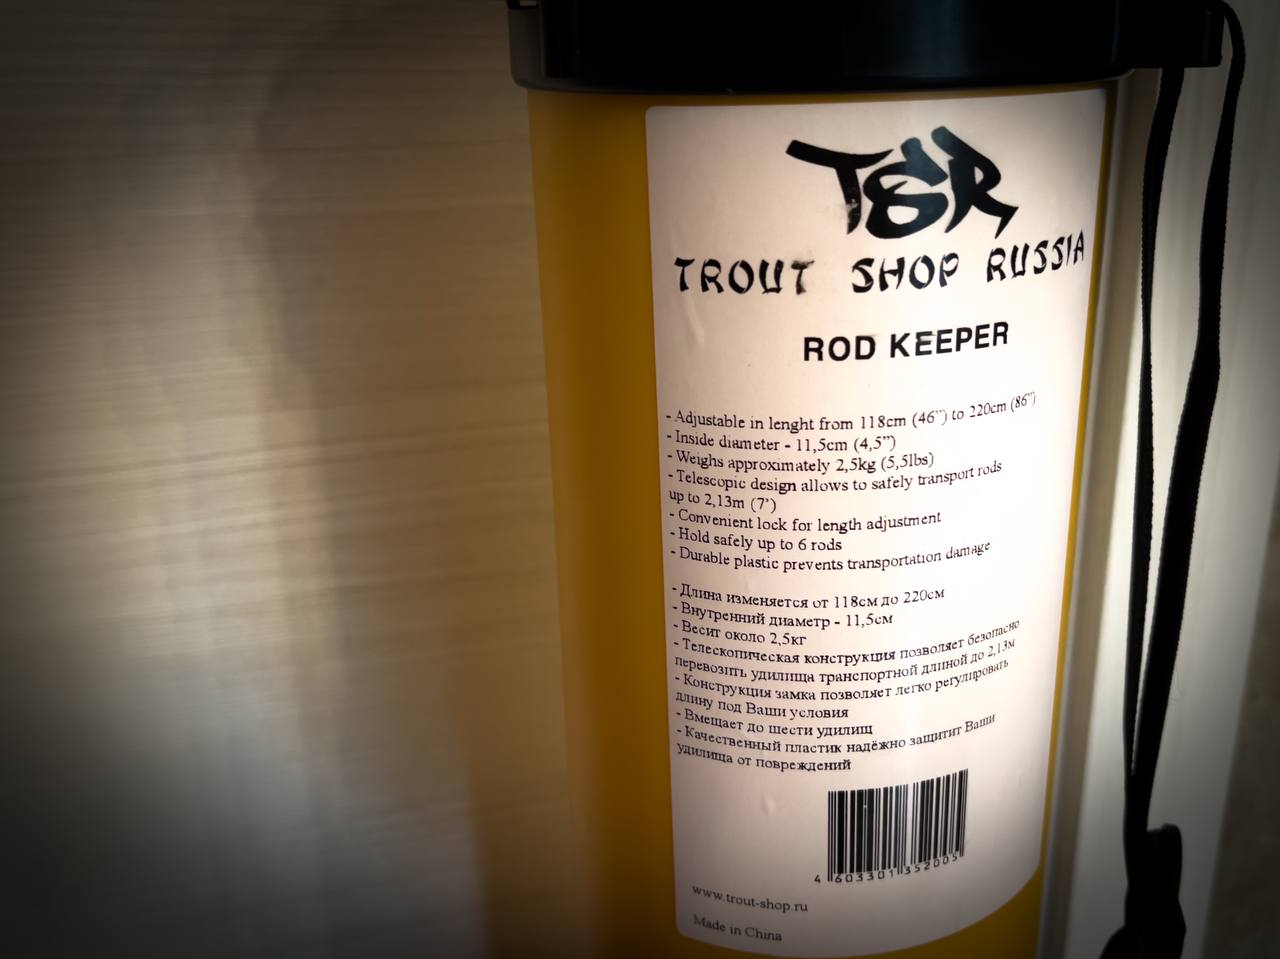 TSR
TROUT SHOP RUSSIA
ROD KEEPER
- Adjustable in lenght from 118cm (46”) to 220cm (86”)
- Inside diameter - 11,5cm (4,5”)
- Weighs approximately 2,5kg (5,5lbs)
- Telescopic design allows to safely transport rods
up to 2,13m (7’)
- Convenient lock for length adjustment
- Hold safely up to 6 rods
- Durable plastic prevents transportation damage
- Длина изменяется от 118см до 220см
- Внутренний диаметр - 11,5см
- Весит около 2,5кг
- Телескопическая конструкция позволяет безопасно
перевозить удилища транспортной длиной до 2,13м
- Конструкция замка позволяет легко регулировать
длину под Ваши условия
- Вмещает до шести удилищ
- Качественный пластик надёжно защитит Ваши
удилища от повреждений
4 603301 352005
www.trout-shop.ru
Made in China